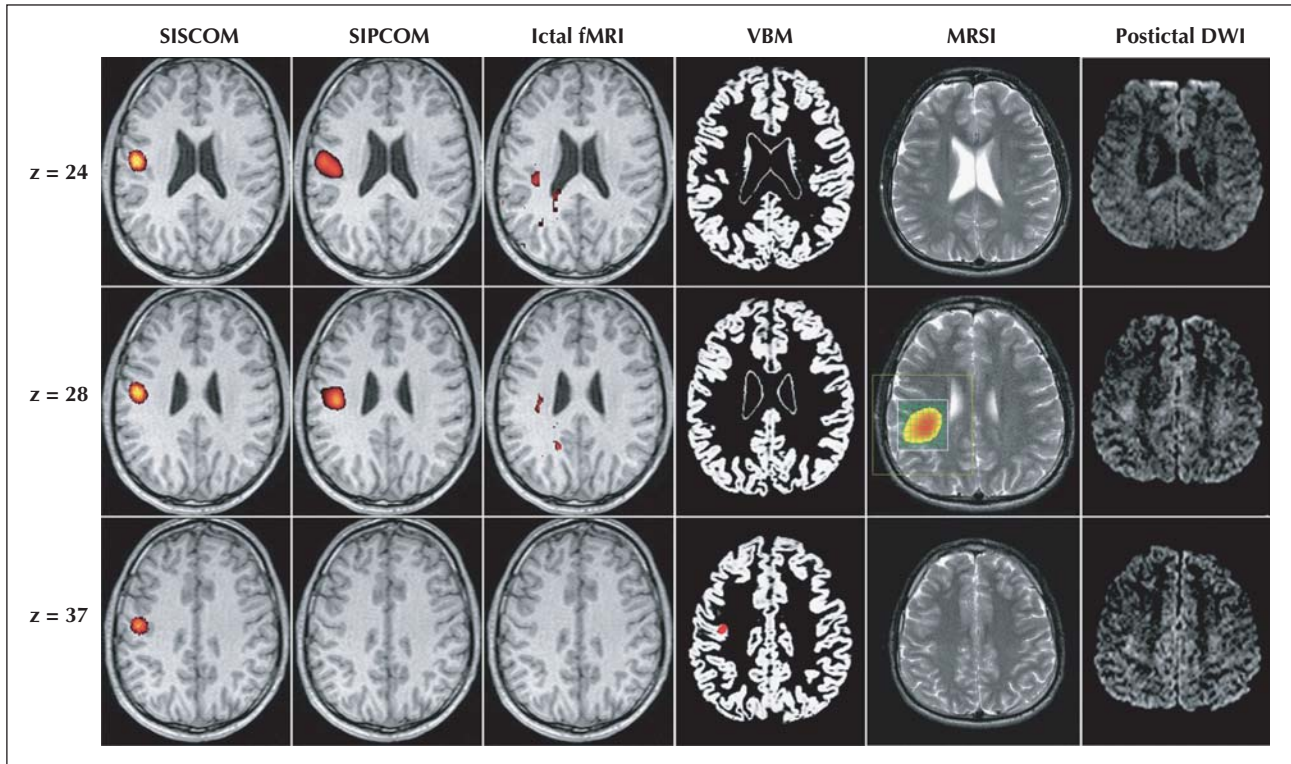 SISCOM SIPCOM Ictal fMRI VBM MRSI Postictal DWI
z = 24
z = 28
z = 37